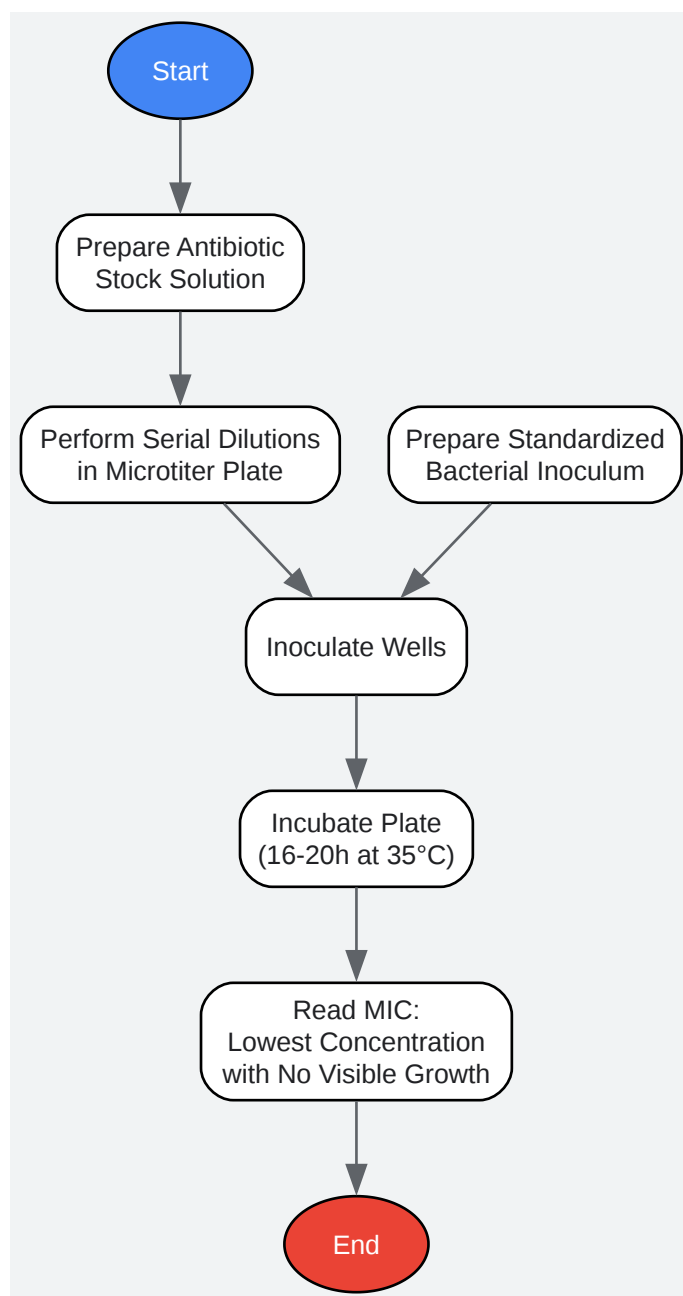 Start
Prepare Antibiotic
Stock Solution
Perform Serial Dilutions
in Microtiter Plate
Prepare Standardized
Bacterial Inoculum
Inoculate Wells
Incubate Plate
(16-20h at 35°C)
Read MIC:
Lowest Concentration
with No Visible Growth
End